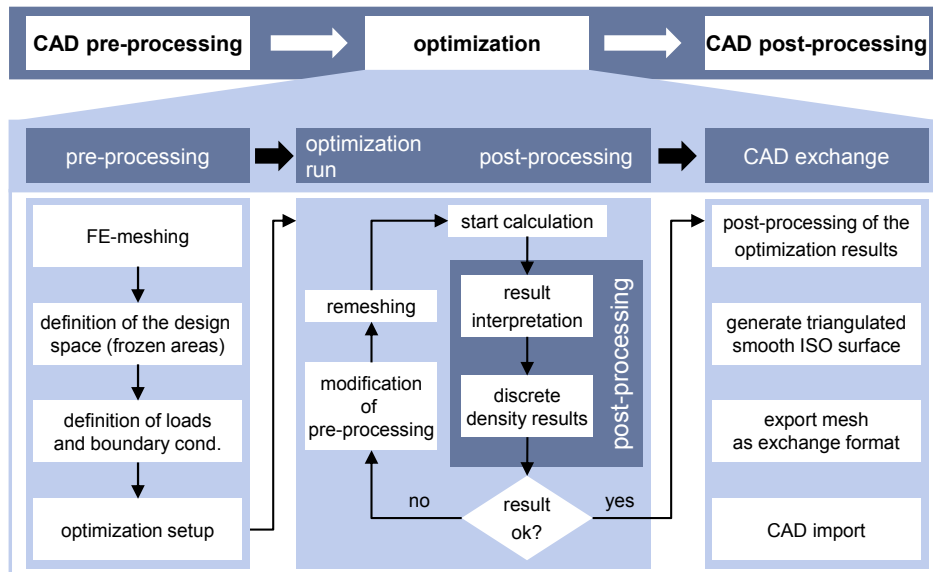 CAD pre-processing
optimization
CAD post-processing
pre-processing
optimization
run
post-processing
CAD exchange
FE-meshing
definition of the design
space (frozen areas)
definition of loads
and boundary cond.
optimization setup
start calculation
result
interpretation
discrete
density results
post-processing
result
ok?
no
yes
modification
of
pre-processing
remeshing
post-processing of the
optimization results
generate triangulated
smooth ISO surface
export mesh
as exchange format
CAD import